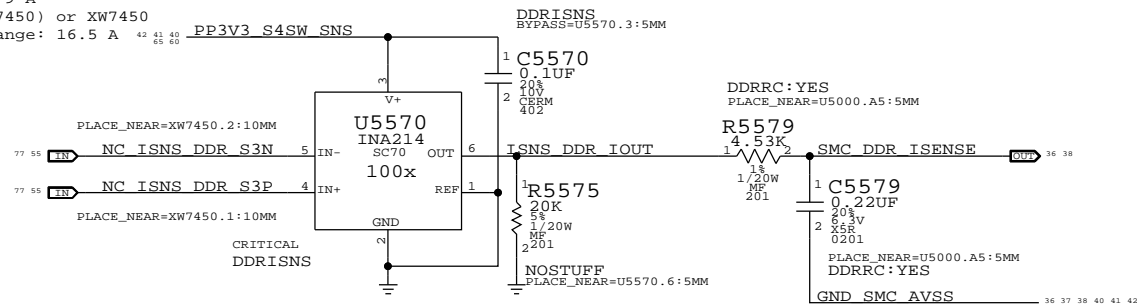 7450) or XW7450
ange: 16.5 A
42 41 40
65 60
PP3V3_S4SW_SNS
DDRISNS
BYPASS=U5570.3:5MM
1
C5570
0.1UF
20%
10V
CERM
402
2
3
V+
PLACE_NEAR=XW7450.2:10MM
U5570
INA214
SC70
100x
77 55 IN NC_ISNS_DDR_S3N 5 IN-
OUT 6 ISNS_DDR_IOUT
77 55 IN NC_ISNS_DDR_S3P 4 IN+
REF 1
PLACE_NEAR=XW7450.1:10MM
GND
2
CRITICAL
DDRISNS
1
R5575
20K
5%
1/20W
MF
201
2
NOSTUFF
PLACE_NEAR=U5570.6:5MM
DDRRC:YES
PLACE_NEAR=U5000.A5:5MM
R5579
1 4.53K 2
1%
1/20W
MF
201
SMC_DDR_ISENSE OUT 36 38
1
C5579
0.22UF
20%
6.3V
X5R
0201
2
PLACE_NEAR=U5000.A5:5MM
DDRRC:YES
GND_SMC_AVSS 36 37 38 40 41 42